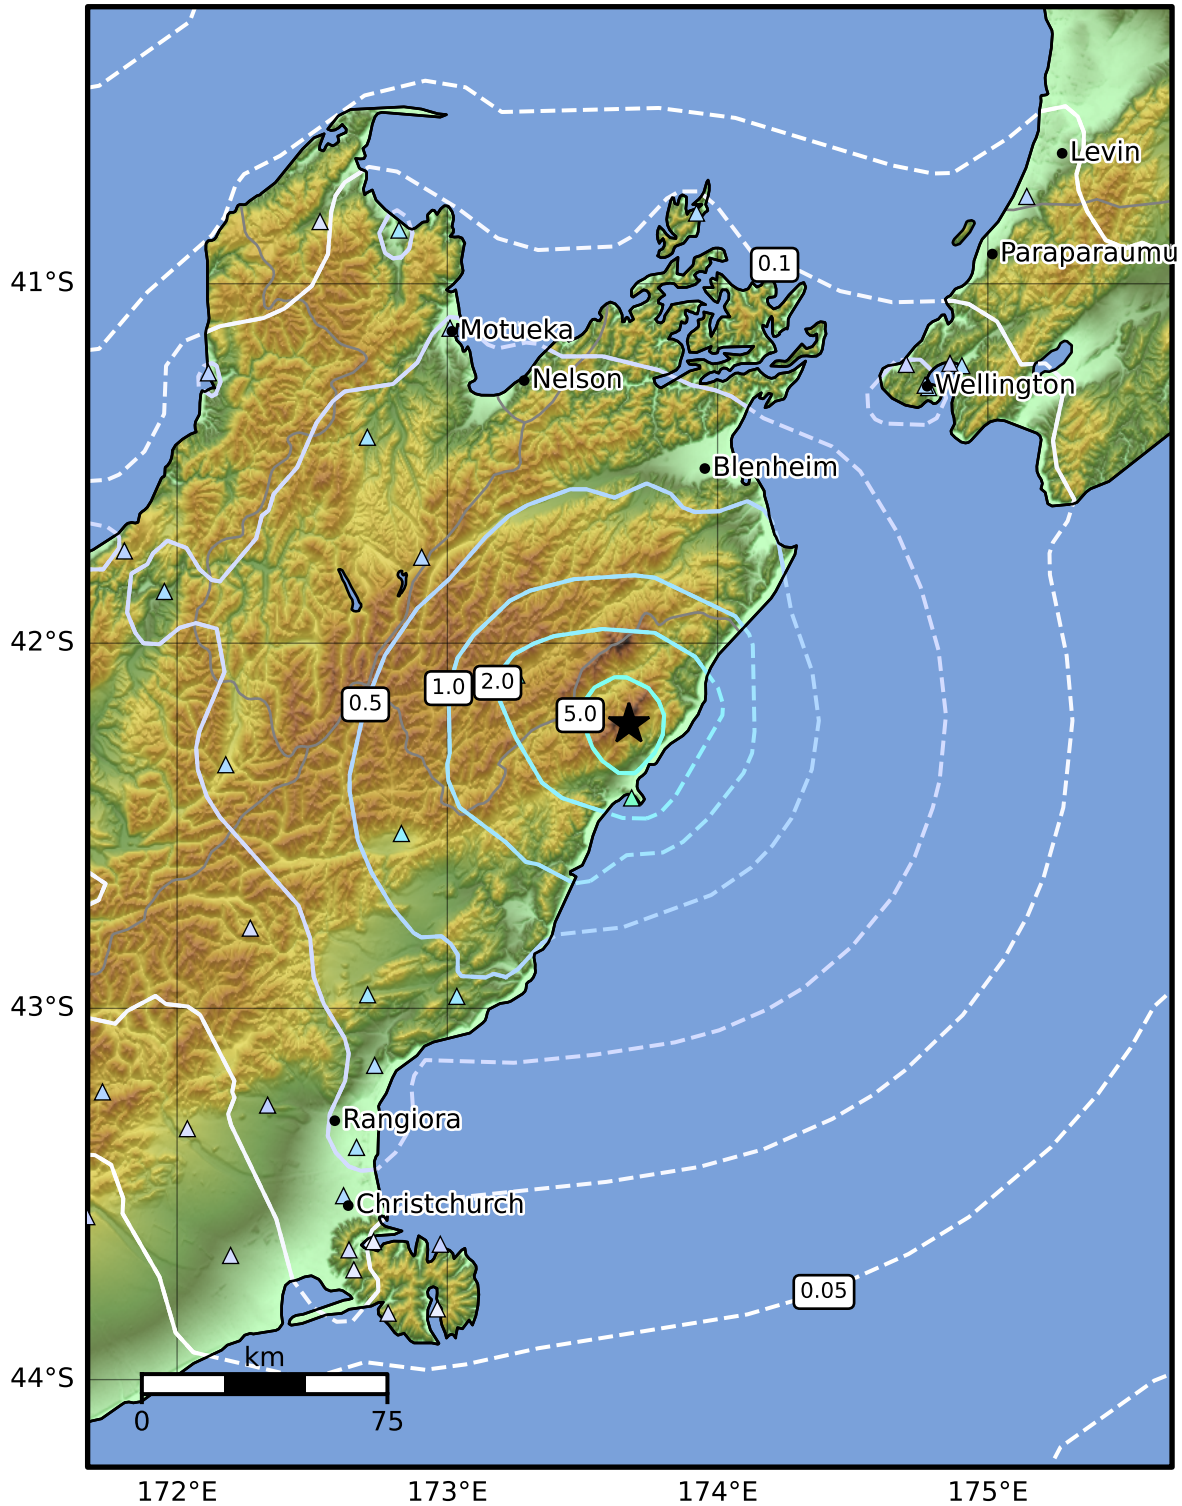 Levin
Paraparaumu
0.1
41°S
Motueka
Nelson
Wellington
Blenheim
42°S
0.5
1.0
2.0
5.0
43°S
Rangiora
Christchurch
0.05
km
44°S
0
75
172°E
173°E
174°E
175°E